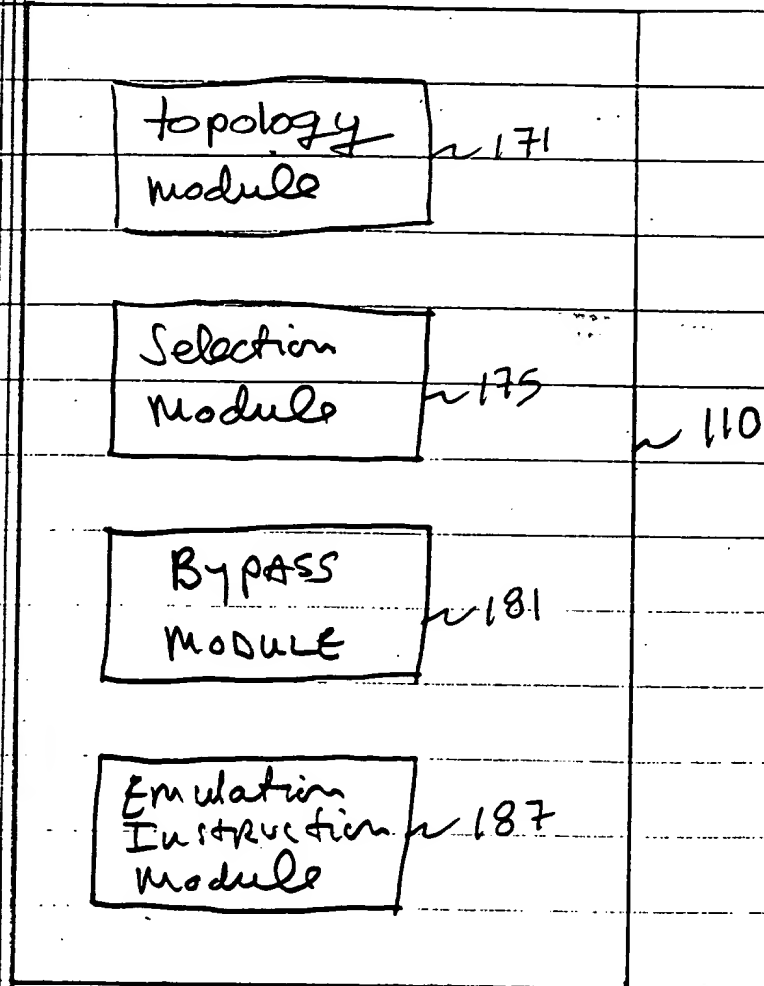 topology
module
171
Selection
Module
175
110
BypASS
MODULE
181
Emulation
Instruction
Module
187